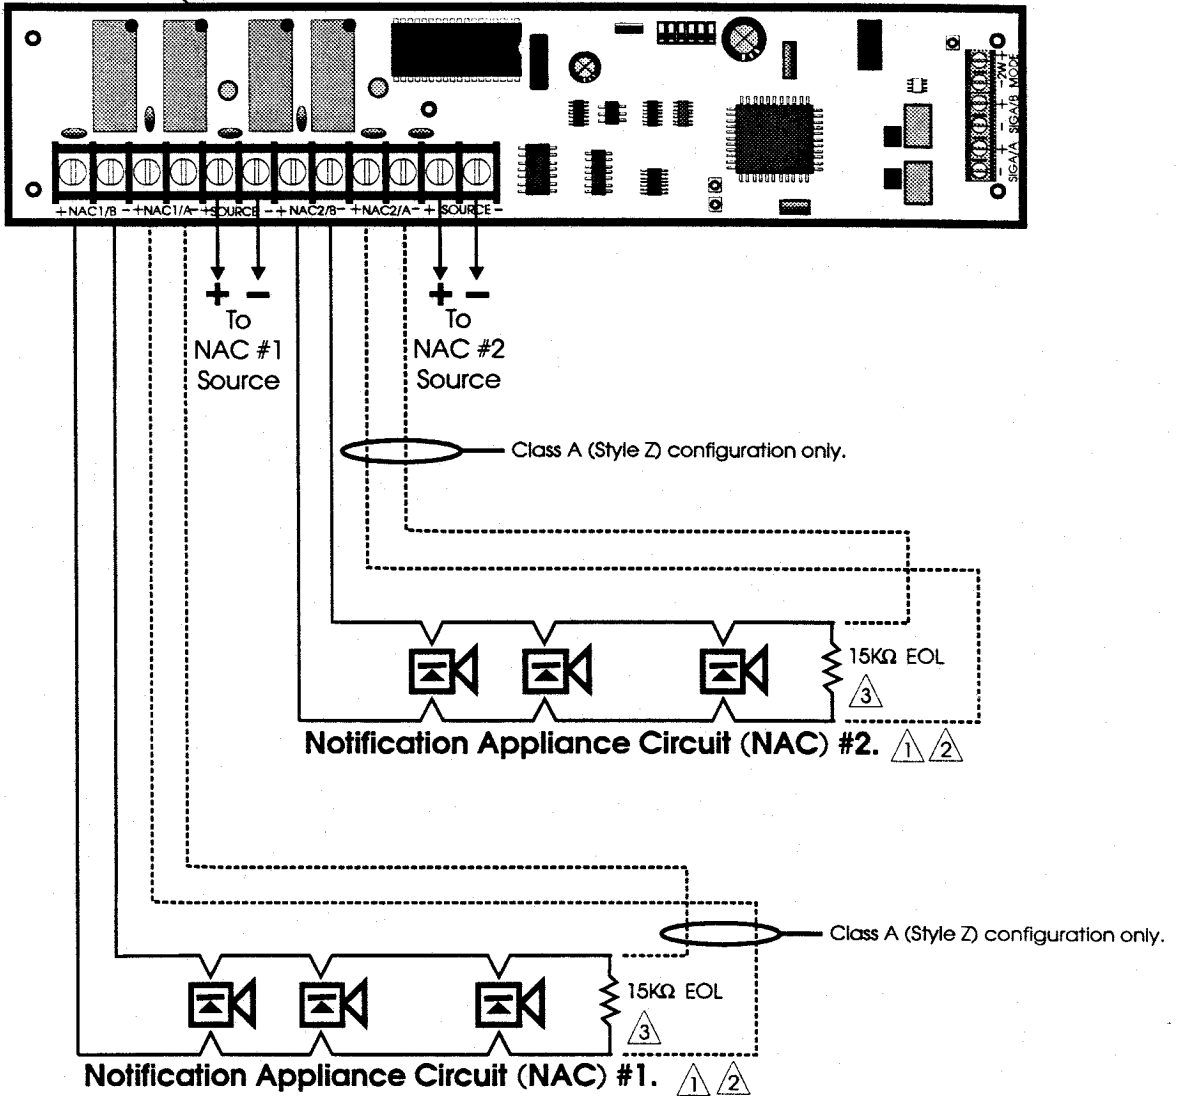 -2W+
MODE
- + - +
SIGA/A SIGA/B
+NAC1/B -+NAC1/A-+SOURCE -+NAC2/B- +NAC2/A- + SOURCE -
+ -
To
NAC #1
Source
+ -
To
NAC #2
Source
Class A (Style Z) configuration only.
15KΩ EOL
3
Notification Appliance Circuit (NAC) #2. 1 2
Class A (Style Z) configuration only.
15KΩ EOL
3
Notification Appliance Circuit (NAC) #1. 1 2